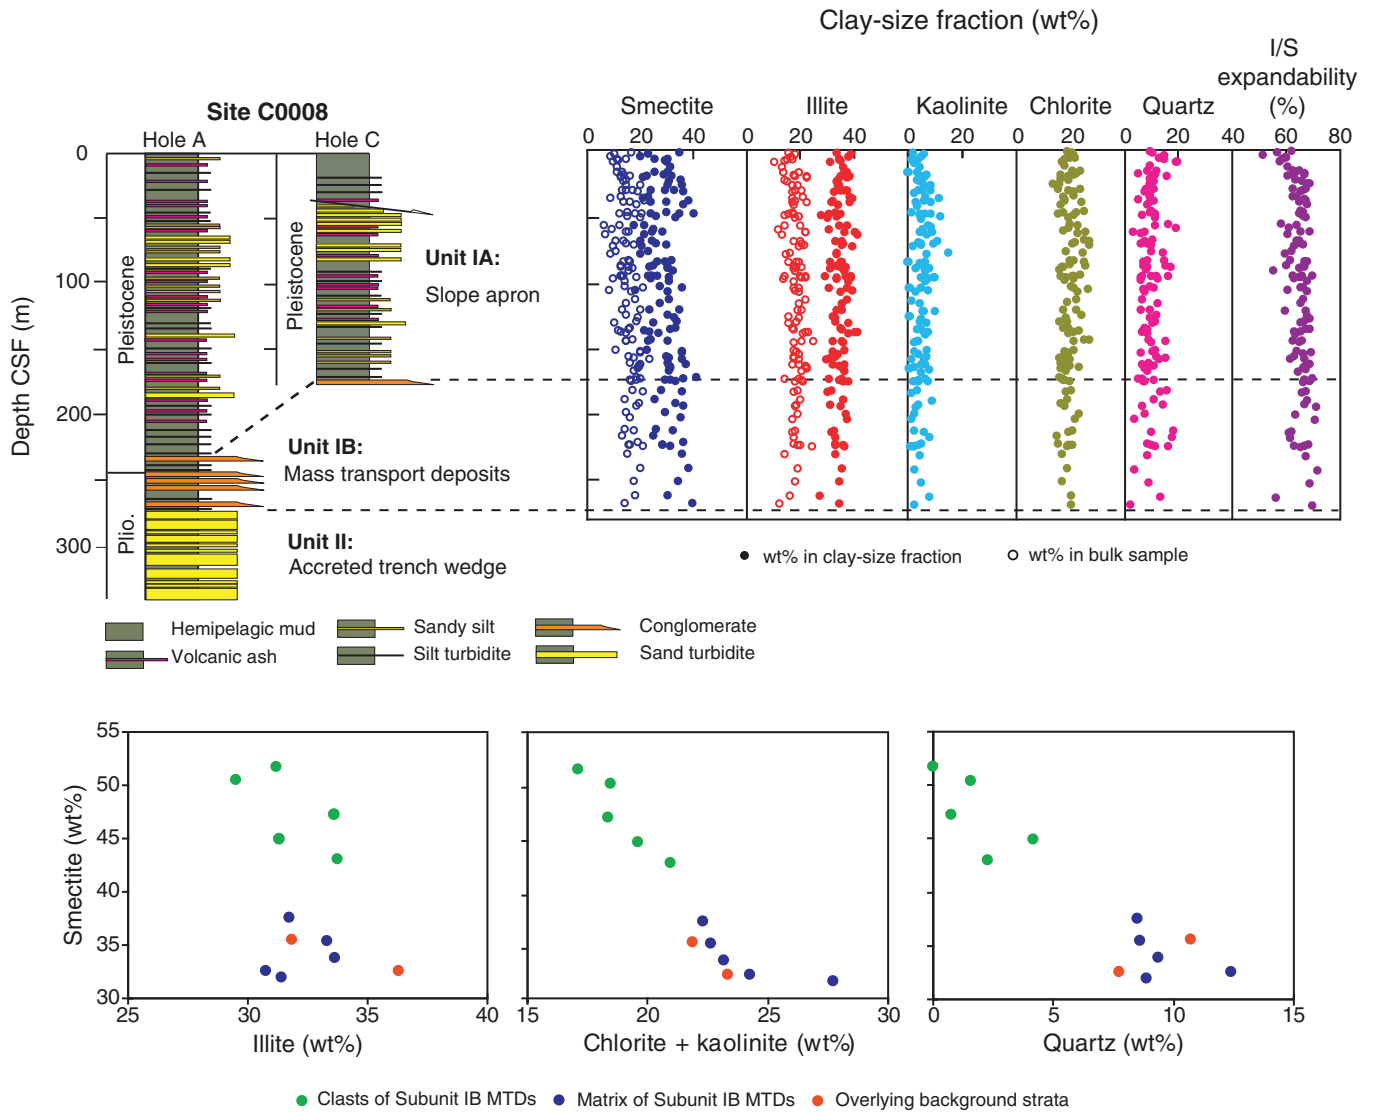 Clay-size fraction (wt%)
I/S
expandability
(%)
Site C0008
Smectite
Illite
Kaolinite
Chlorite
Quartz
Hole A
Hole C
0 20 40
0 20 40
0 20
0 20
0 20
40 60 80
0
100
200
300
Depth CSF (m)
Pleistocene
Plio.
Pleistocene
Unit IA:
Slope apron
Unit IB:
Mass transport deposits
Unit II:
Accreted trench wedge
wt% in clay-size fraction
wt% in bulk sample
Hemipelagic mud
Sandy silt
Conglomerate
Volcanic ash
Silt turbidite
Sand turbidite
55
50
45
40
35
30
Smectite (wt%)
25 30 35 40
15 20 25 30
0 5 10 15
Illite (wt%)
Chlorite + kaolinite (wt%)
Quartz (wt%)
Clasts of Subunit IB MTDs
Matrix of Subunit IB MTDs
Overlying background strata